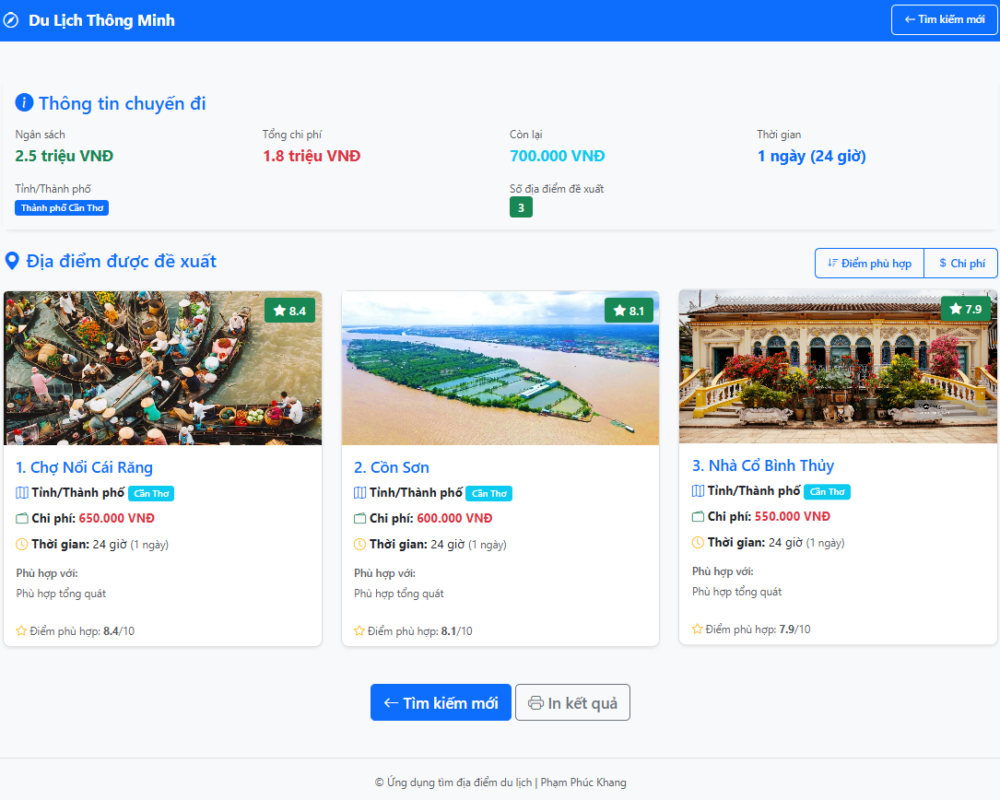 Du Lịch Thông Minh
← Tìm kiếm mới
Thông tin chuyến đi
Ngân sách
Tổng chi phí
Còn lại
Thời gian
2.5 triệu VNĐ
1.8 triệu VNĐ
700.000 VNĐ
1 ngày (24 giờ)
Tỉnh/Thành phố
Số địa điểm đề xuất
Thành phố Cần Thơ
3
Địa điểm được đề xuất
Điểm phù hợp
$ Chi phí
★ 8.4
1. Chợ Nổi Cái Răng
Tỉnh/Thành phố Cần Thơ
Chi phí: 650.000 VNĐ
Thời gian: 24 giờ (1 ngày)
Phù hợp với:
Phù hợp tổng quát
Điểm phù hợp: 8.4/10
★ 8.1
2. Cồn Sơn
Tỉnh/Thành phố Cần Thơ
Chi phí: 600.000 VNĐ
Thời gian: 24 giờ (1 ngày)
Phù hợp với:
Phù hợp tổng quát
Điểm phù hợp: 8.1/10
★ 7.9
3. Nhà Cổ Bình Thủy
Tỉnh/Thành phố Cần Thơ
Chi phí: 550.000 VNĐ
Thời gian: 24 giờ (1 ngày)
Phù hợp với:
Phù hợp tổng quát
Điểm phù hợp: 7.9/10
← Tìm kiếm mới
In kết quả
© Ứng dụng tìm địa điểm du lịch | Phạm Phúc Khang